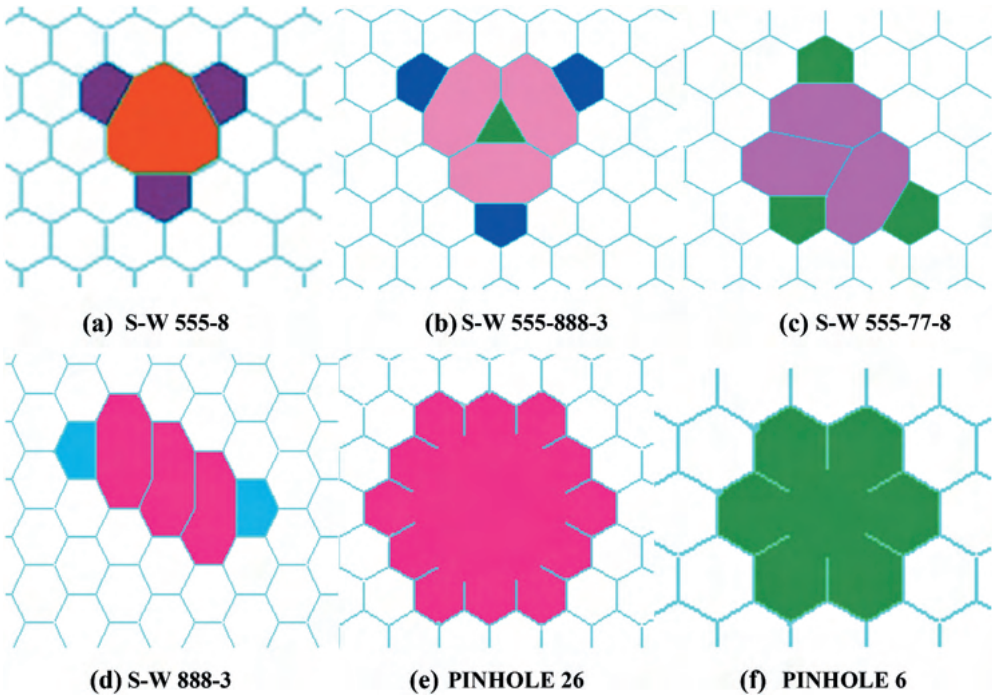 (a) S-W 555-8
(b) S-W 555-888-3
(c) S-W 555-77-8
(d) S-W 888-3
(e) PINHOLE 26
(f) PINHOLE 6